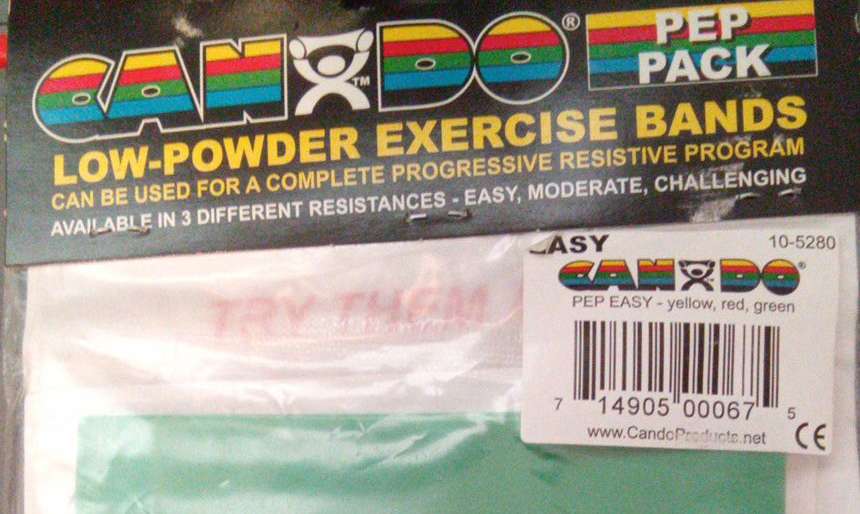 CANDO®
™
PEP
PACK
LOW-POWDER EXERCISE BANDS
CAN BE USED FOR A COMPLETE PROGRESSIVE RESISTIVE PROGRAM
AVAILABLE IN 3 DIFFERENT RESISTANCES - EASY, MODERATE, CHALLENGING
EASY 10-5280
CANDO®
PEP EASY - yellow, red, green
7 14905 00067 5
www.CandoProducts.net CE
TRY THEM